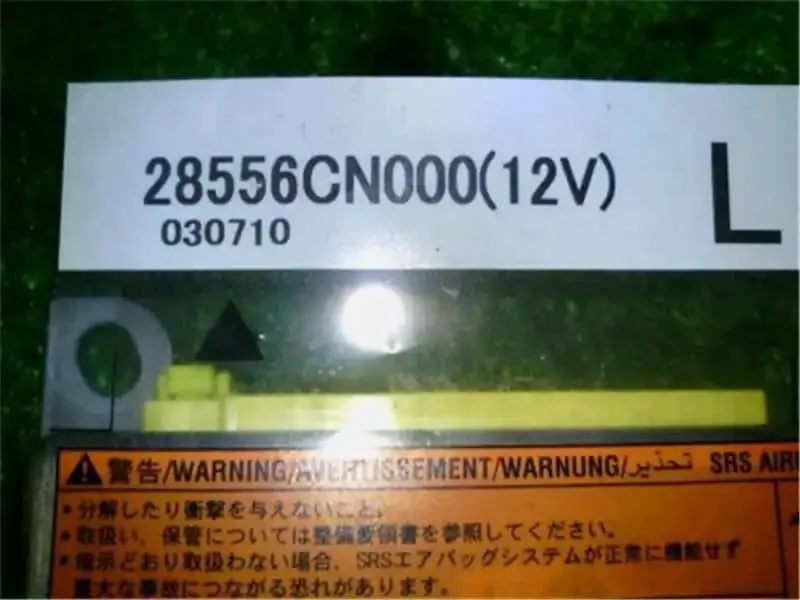 28556CN000(12V)
L
030710
警告/WARNING/AVERTISSEMENT/WARNUNG/تحذير SRS AIR
・分解したり衝撃を与えないこと。
・取扱い、保管については整備要領書を参照してください。
・指示どおり取扱わない場合、SRSエアバッグシステムが正常に機能せず
重大な事故につながる恐れがあります。